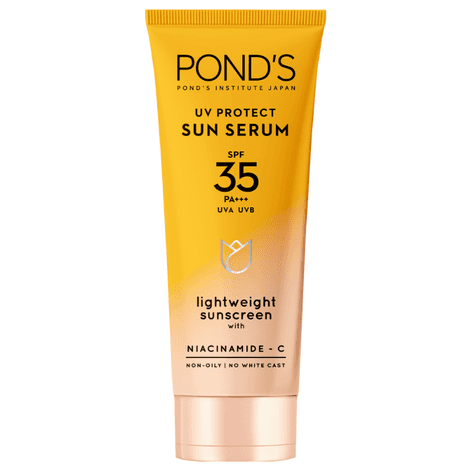 POND'S
POND'S INSTITUTE JAPAN
UV PROTECT
SUN SERUM
SPF
35
PA+++
UVA UVB
lightweight
sunscreen
with
NIACINAMIDE - C
NON-OILY | NO WHITE CAST